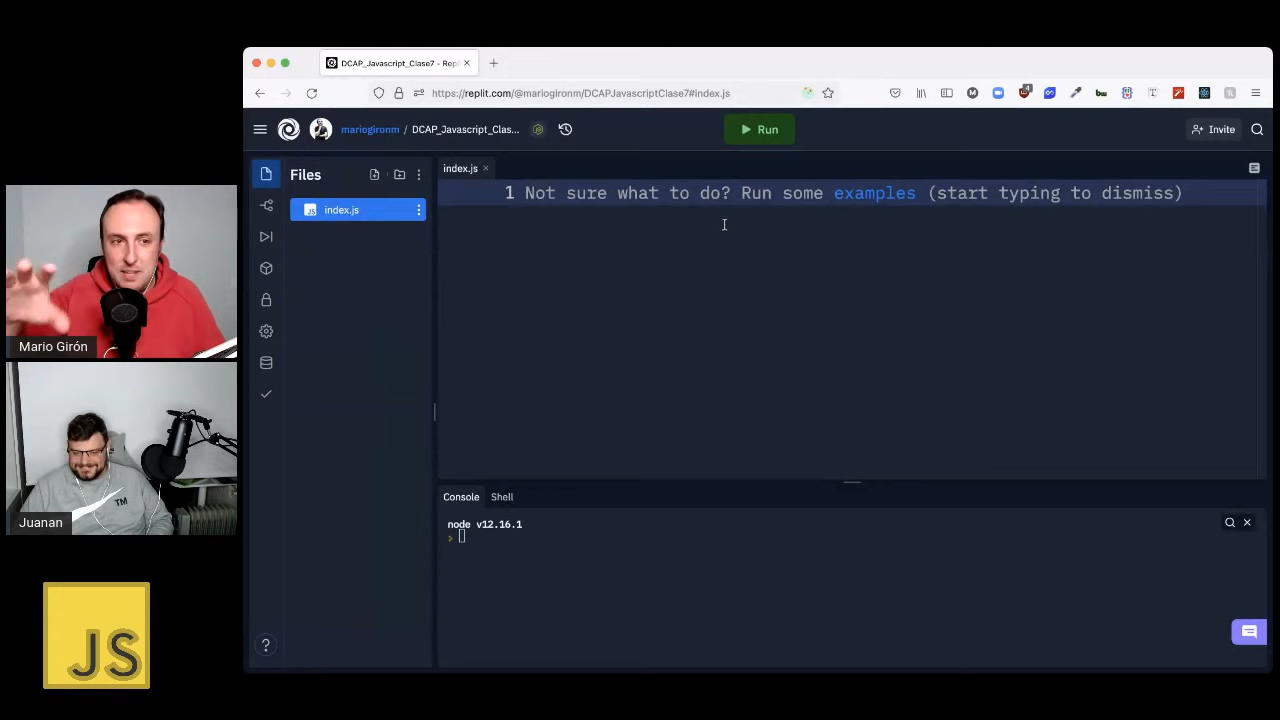 DCAP_Javascript_Clase7 - Repl
https://replit.com/@mariogironm/DCAPJavascriptClase7#index.js
mariogironm / DCAP_Javascript_Clas...
Run
Invite
Files
index.js
index.js
1 Not sure what to do? Run some examples (start typing to dismiss)
Mario Girón
Juanan
TM
JS
Console
Shell
node v12.16.1
>
?